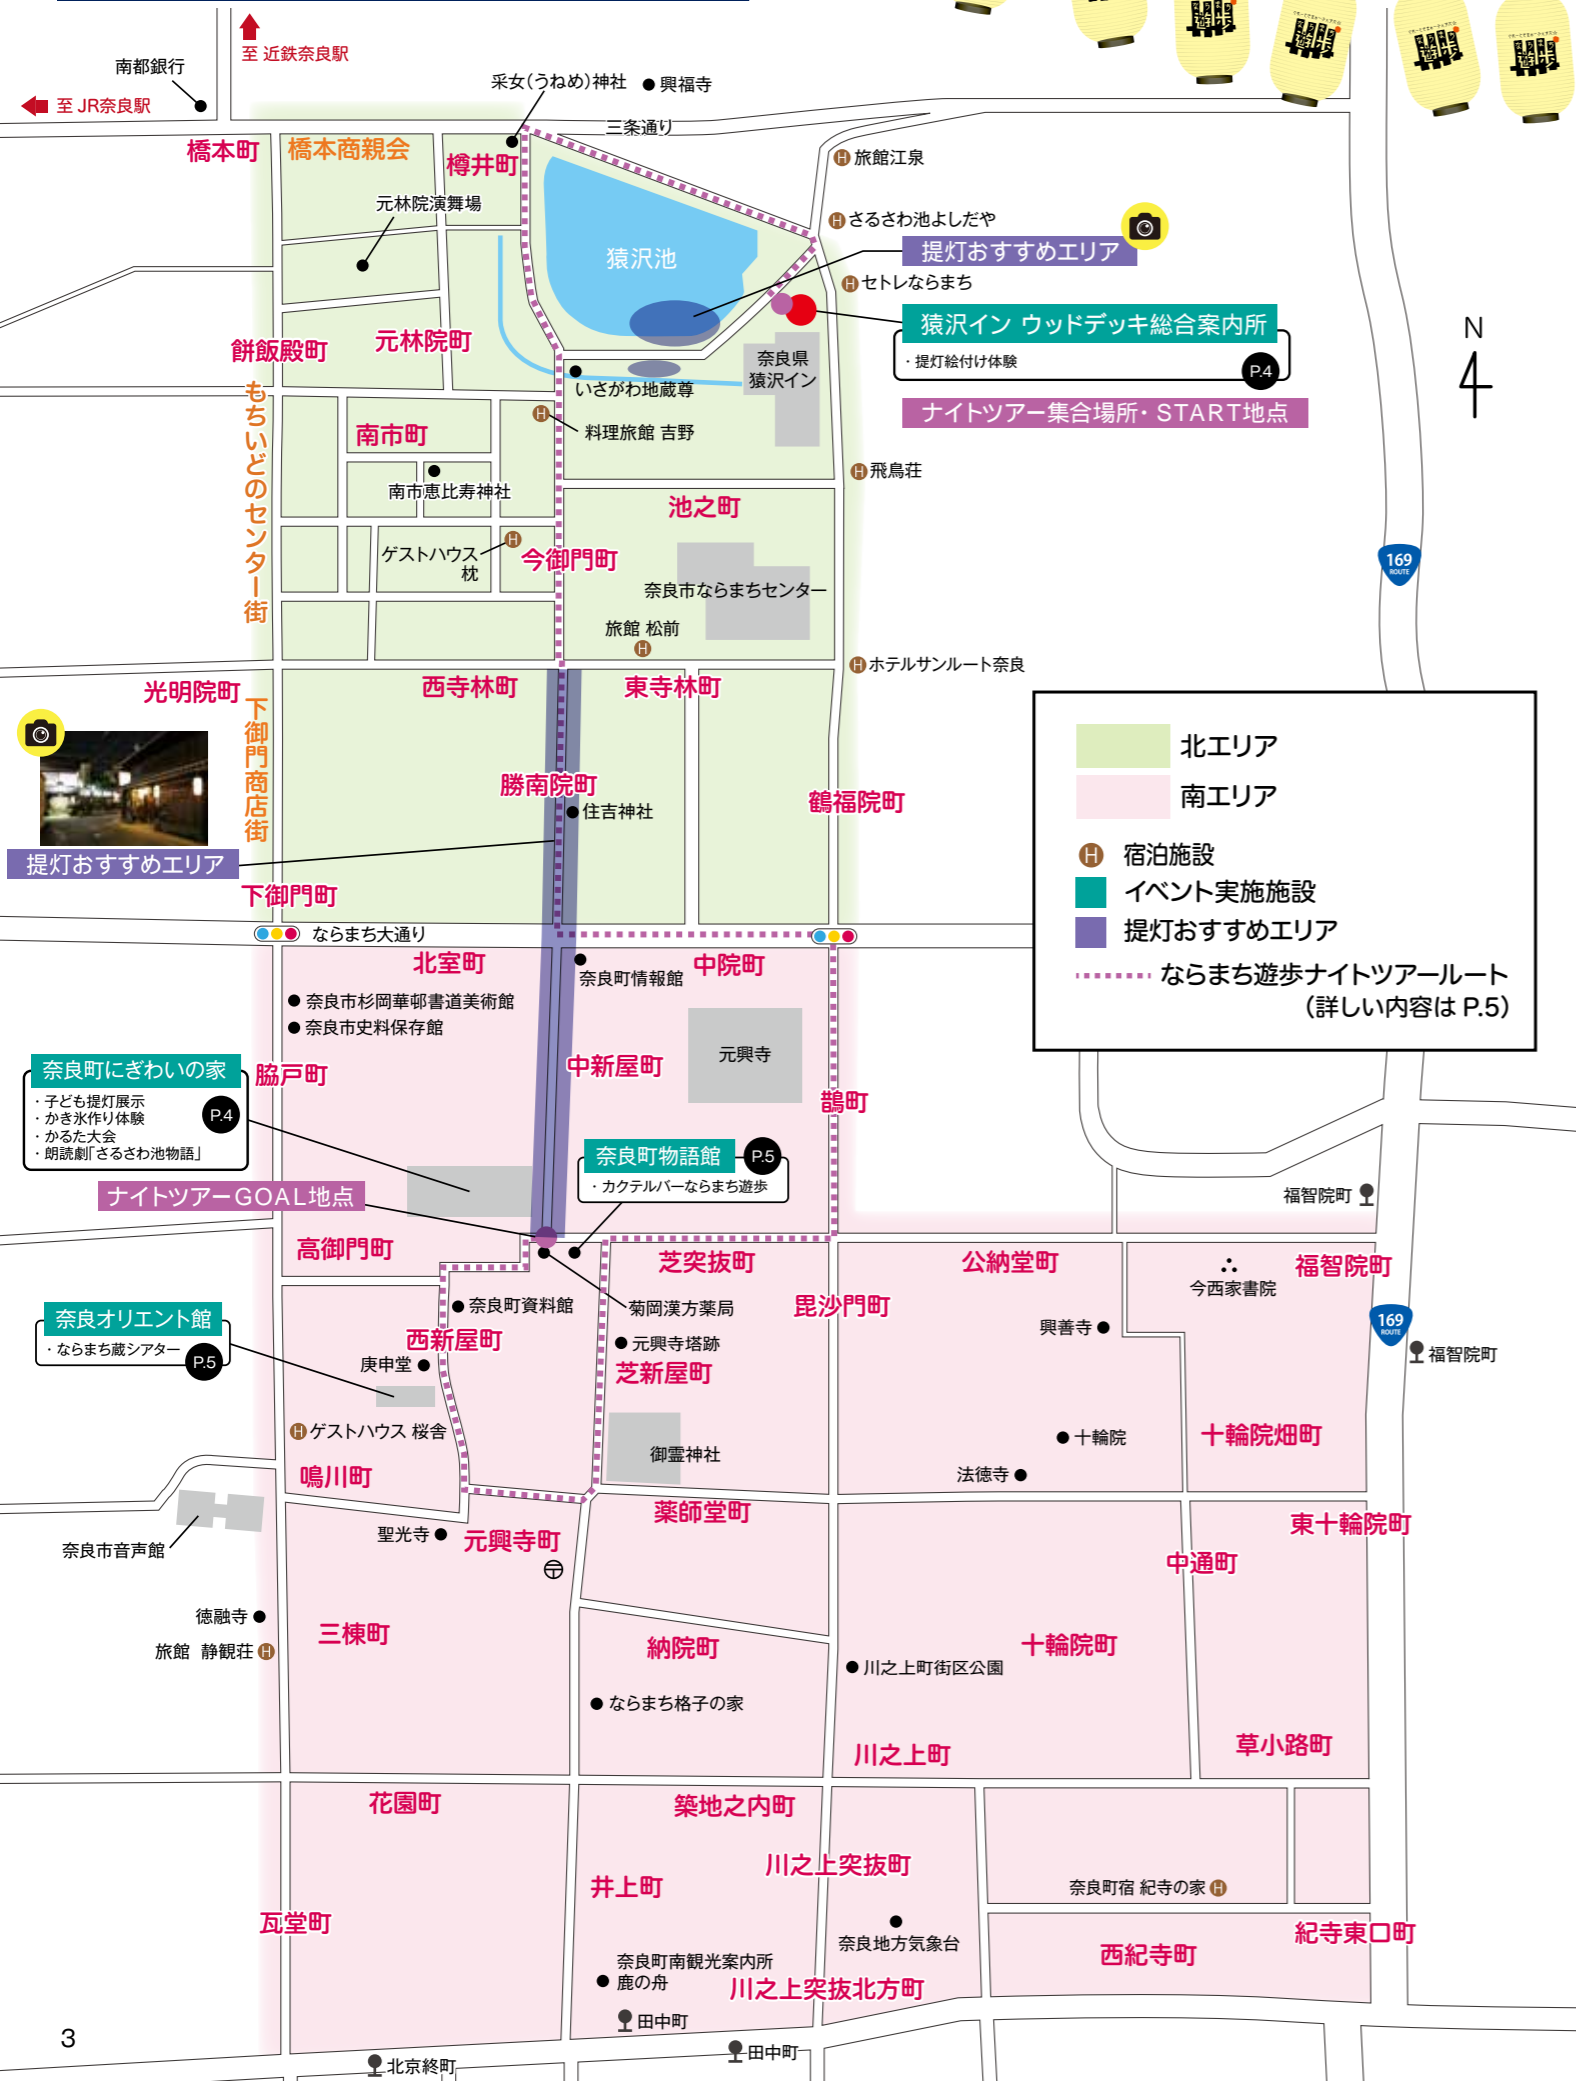 至 近鉄奈良駅
南都銀行
至 JR奈良駅
采女(うねめ)神社
興福寺
三条通り
橋本町
橋本商親会
樽井町
旅館江泉
元林院演舞場
さるさわ池よしだや
猿沢池
提灯おすすめエリア
セトレならまち
猿沢イン ウッドデッキ総合案内所
・提灯絵付け体験
P.4
ナイトツアー集合場所・START地点
N
餅飯殿町
元林院町
奈良県
猿沢イン
いさがわ地蔵尊
もちいどのセンター街
南市町
料理旅館 吉野
飛鳥荘
南市恵比寿神社
池之町
ゲストハウス
枕
今御門町
169
ROUTE
奈良市ならまちセンター
旅館 松前
ホテルサンルート奈良
光明院町
西寺林町
東寺林町
下御門商店街
北エリア
南エリア
宿泊施設
イベント実施施設
提灯おすすめエリア
ならまち遊歩ナイトツアールート
(詳しい内容は P.5)
勝南院町
住吉神社
鶴福院町
提灯おすすめエリア
下御門町
ならまち大通り
北室町
奈良町情報館
中院町
奈良市杉岡華邨書道美術館
奈良市史料保存館
元興寺
奈良町にぎわいの家
・子ども提灯展示
・かき氷作り体験
・かるた大会
・朗読劇「さるさわ池物語」
P.4
脇戸町
中新屋町
鵲町
奈良町物語館
P.5
・カクテルバーならまち遊歩
ナイトツアーGOAL地点
福智院町
高御門町
芝突抜町
公納堂町
福智院町
今西家書院
奈良町資料館
菊岡漢方薬局
毘沙門町
奈良オリエント館
・ならまち蔵シアター
P.5
西新屋町
元興寺塔跡
興善寺
169
ROUTE
福智院町
庚申堂
芝新屋町
ゲストハウス 桜舎
御霊神社
十輪院
十輪院畑町
鳴川町
法徳寺
薬師堂町
奈良市音声館
聖光寺
元興寺町
東十輪院町
中通町
徳融寺
三棟町
旅館 静観荘
納院町
十輪院町
川之上町街区公園
ならまち格子の家
川之上町
草小路町
花園町
築地之内町
川之上突抜町
井上町
奈良町宿 紀寺の家
瓦堂町
奈良地方気象台
紀寺東口町
西紀寺町
奈良町南観光案内所
鹿の舟
川之上突抜北方町
田中町
田中町
北京終町
3